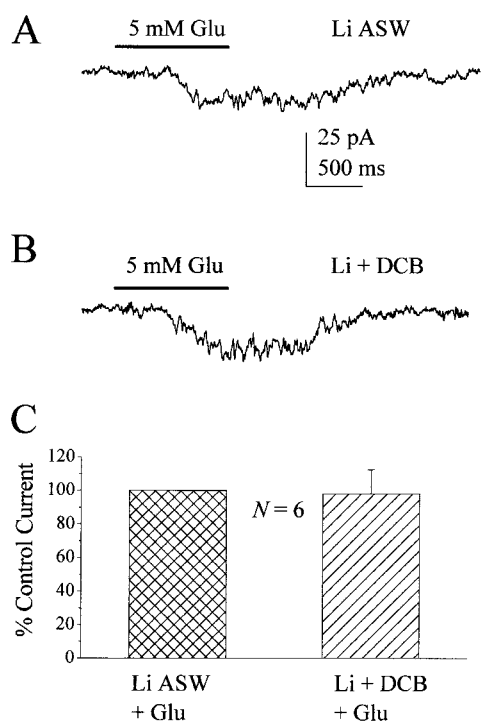 A
5 mM Glu
Li ASW
25 pA
500 ms
B
5 mM Glu
Li + DCB
C
% Control Current
120
100
80
60
40
20
0
N = 6
Li ASW
+ Glu
Li + DCB
+ Glu